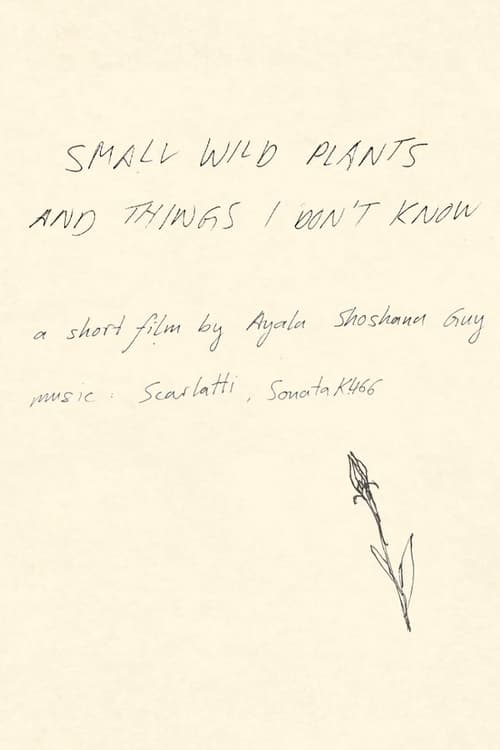 SMALL WILD PLANTS
AND THINGS I DON'T KNOW
a short film by Ayala Shoshana Guy
music: Scarlatti, Sonata K466